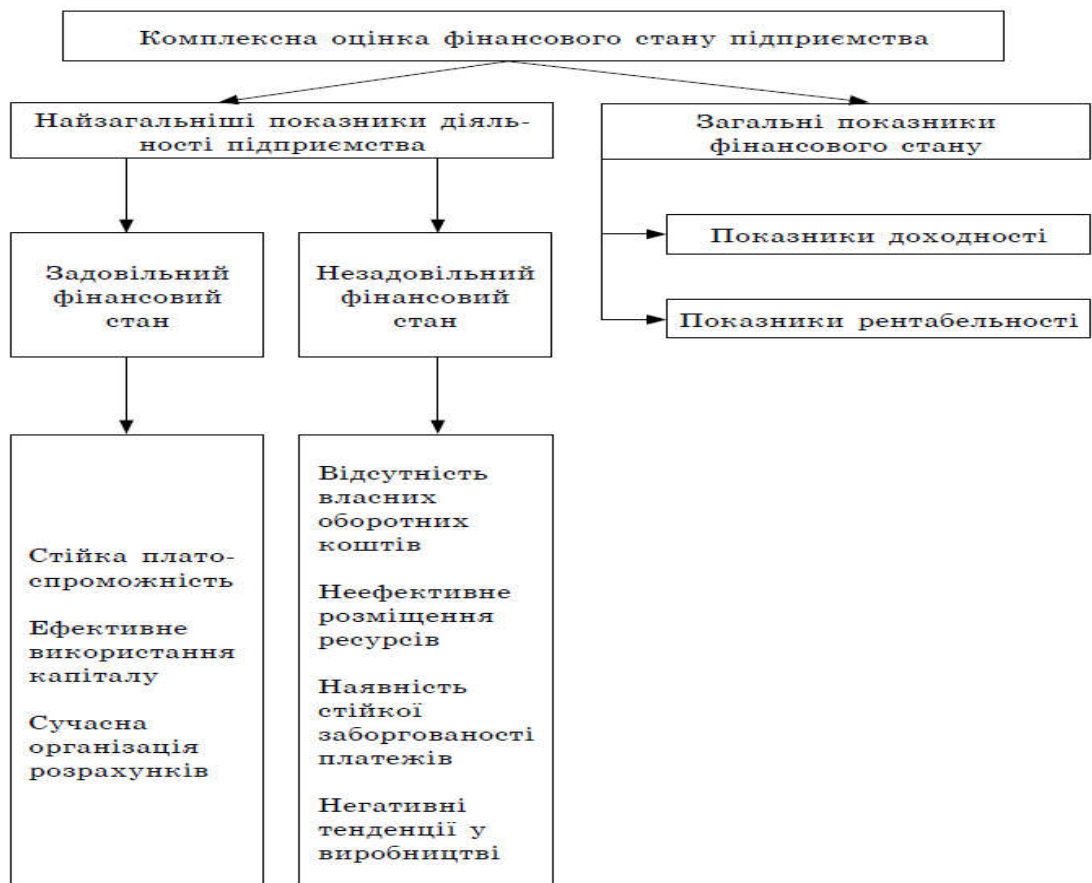 Комплексна оцінка фінансового стану підприємства
Найзагальніші показники діяль-
ності підприємства
Загальні показники
фінансового стану
Показники доходності
Показники рентабельності
Задовільний
фінансовий
стан
Незадовільний
фінансовий
стан
Стійка плато-
спроможність
Ефективне
використання
капіталу
Сучасна
організація
розрахунків
Відсутність
власних
оборотних
коштів
Неефективне
розміщення
ресурсів
Наявність
стійкої
заборгованості
платежів
Негативні
тенденції у
виробництві